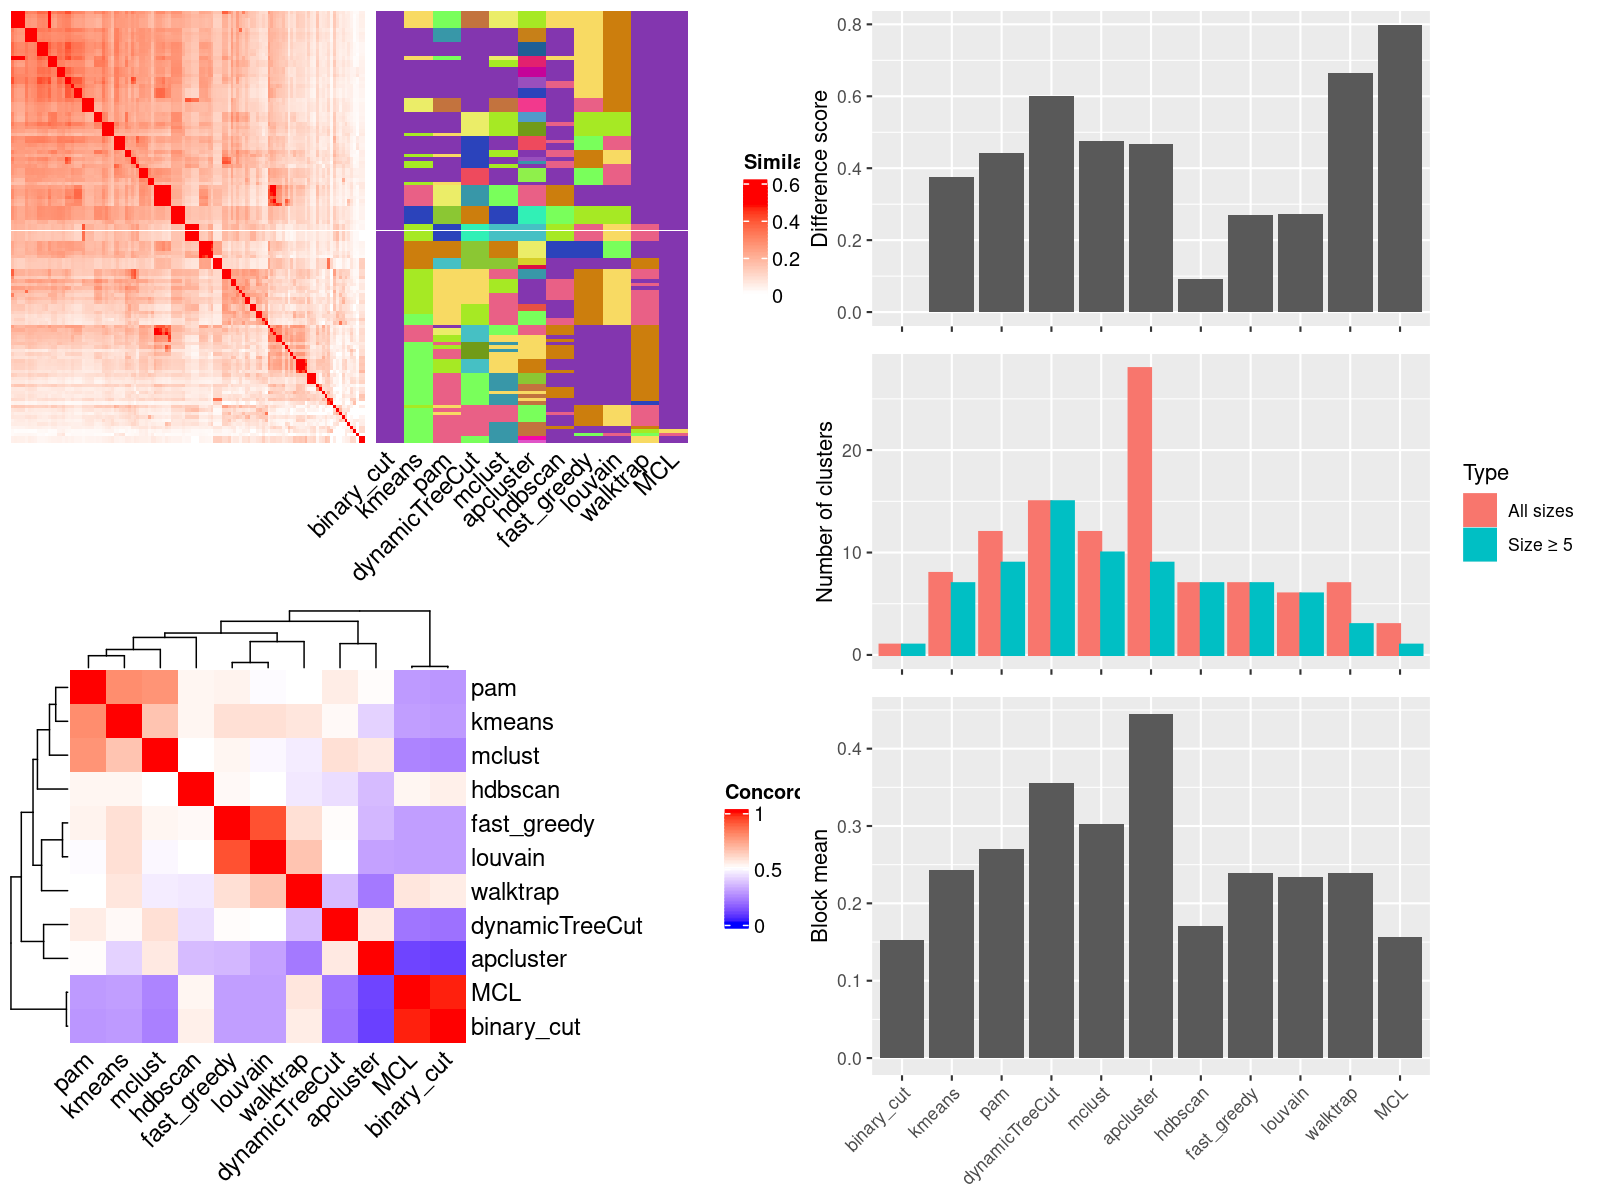 Simila
0.6
0.4
0.2
0
binary_cut
kmeans
pam
dynamicTreeCut
mclust
apcluster
hdbscan
fast_greedy
louvain
walktrap
MCL
pam
kmeans
mclust
hdbscan
fast_greedy
louvain
walktrap
dynamicTreeCut
apcluster
MCL
binary_cut
pam
kmeans
mclust
hdbscan
fast_greedy
louvain
walktrap
dynamicTreeCut
apcluster
MCL
binary_cut
Concord
1
0.5
0
Difference score
0.8
0.6
0.4
0.2
0.0
Number of clusters
20
10
0
Type
All sizes
Size ≥ 5
Block mean
0.4
0.3
0.2
0.1
0.0
binary_cut
kmeans
pam
dynamicTreeCut
mclust
apcluster
hdbscan
fast_greedy
louvain
walktrap
MCL